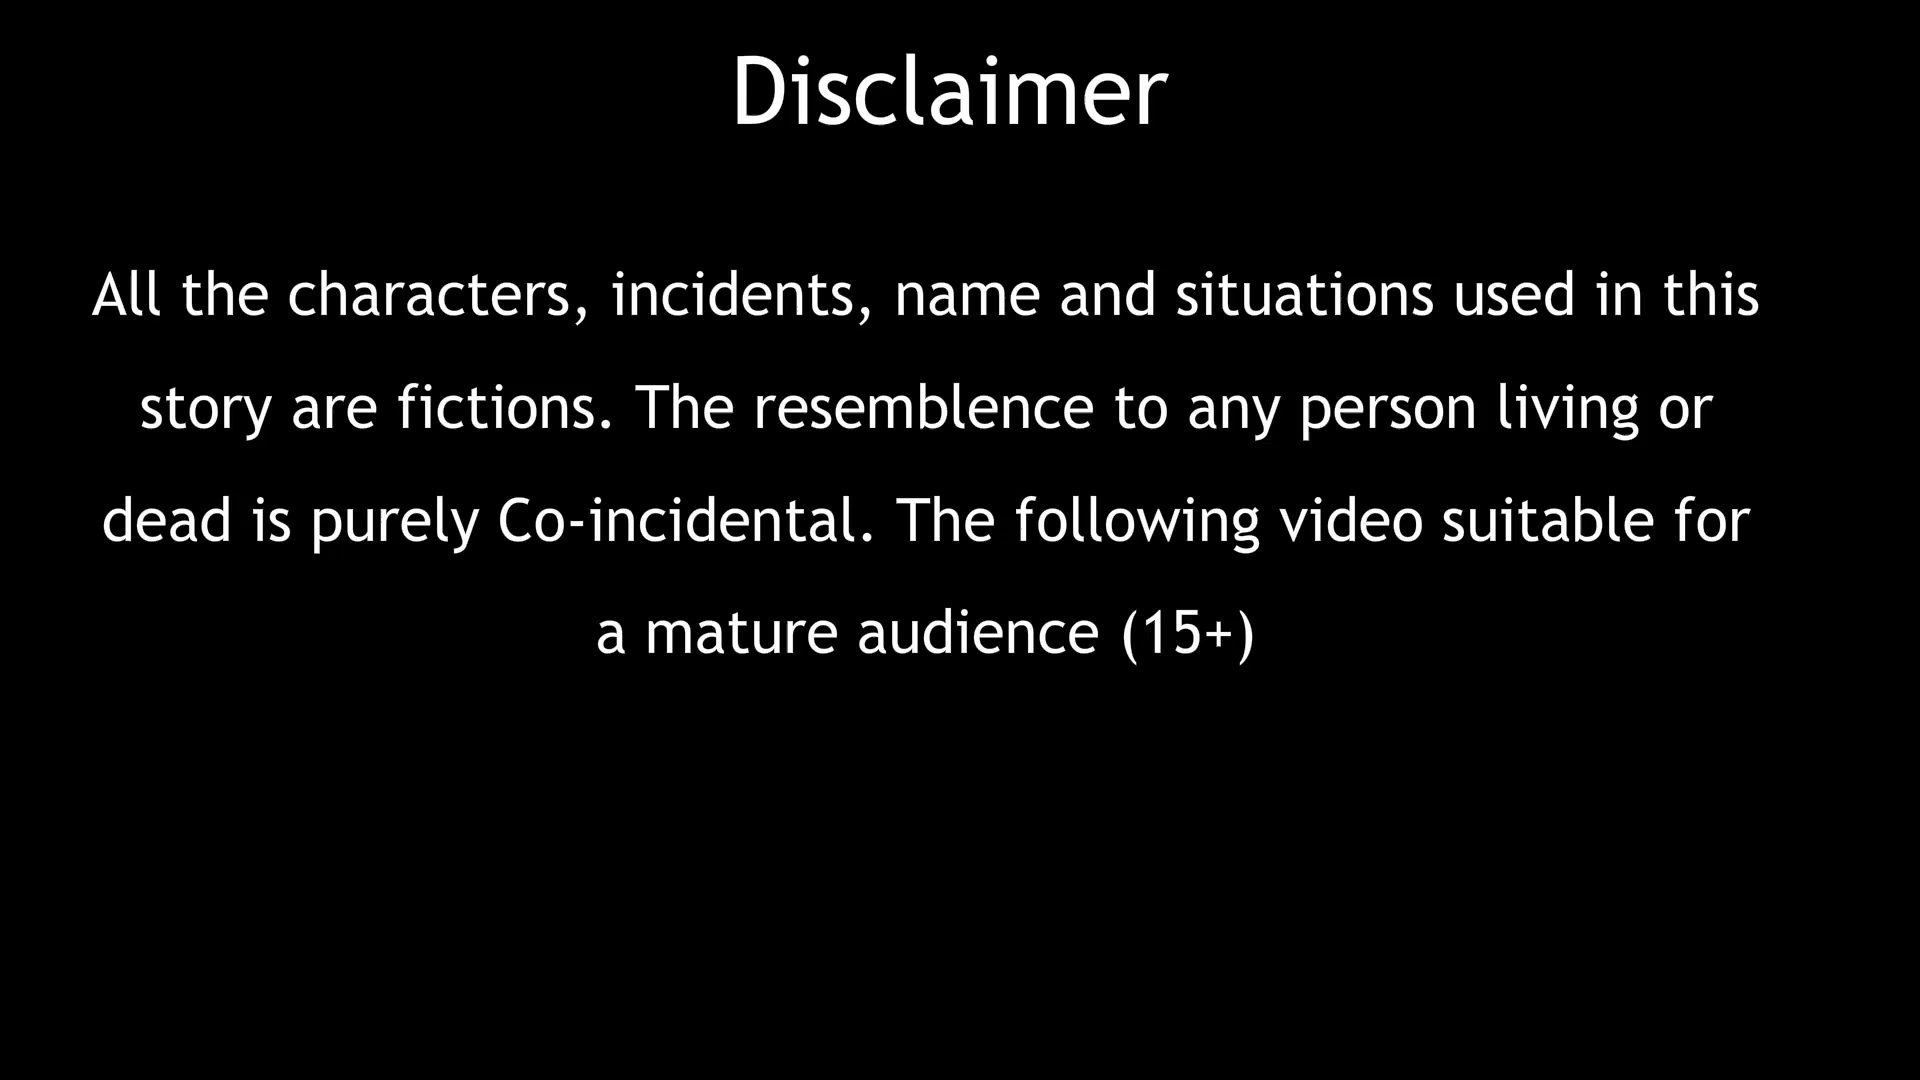 Disclaimer
All the characters, incidents, name and situations used in this
story are fictions. The resemblence to any person living or
dead is purely Co-incidental. The following video suitable for
a mature audience (15+)